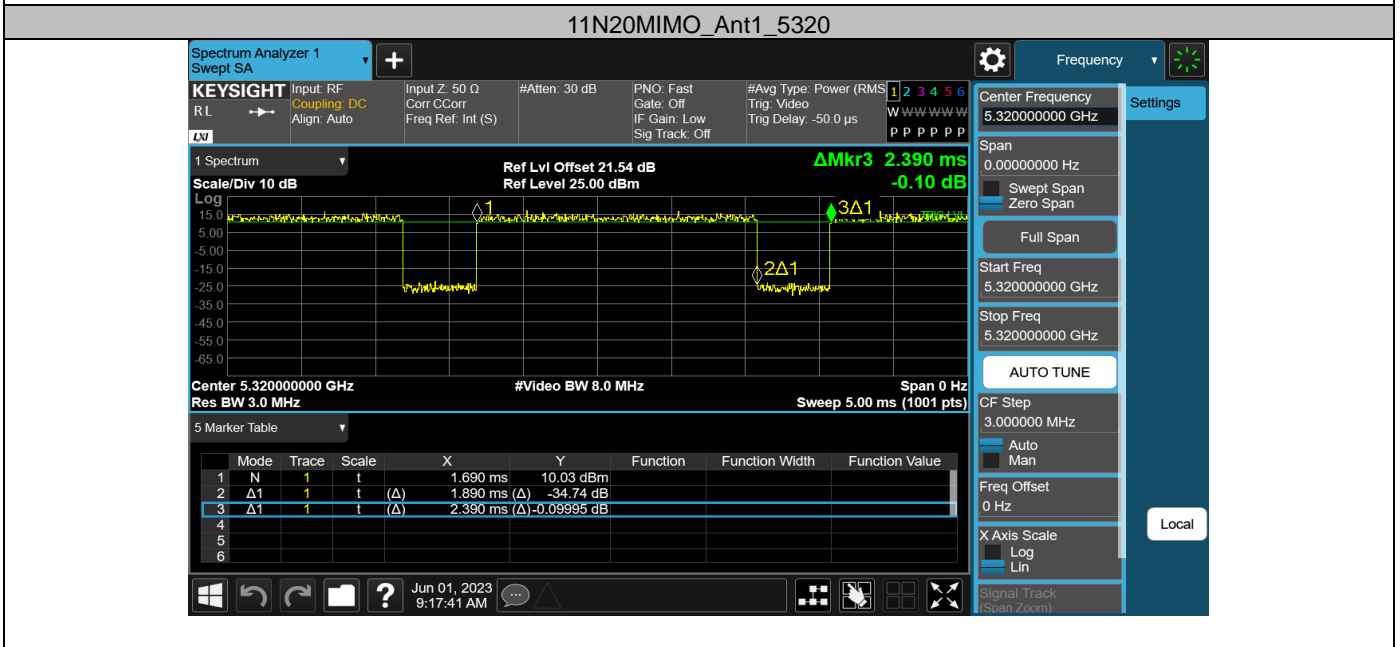 11N20MIMO_Ant1_5320
Spectrum Analyzer 1
Swept SA
Frequency
KEYSIGHT Input: RF Input Z: 50 Ω #Atten: 30 dB PNO: Fast #Avg Type: Power (RMS 1 2 3 4 5 6
RL Coupling: DC Corr CCorr Gate: Off Trig: Video W W W W W W
Align: Auto Freq Ref: Int (S) IF Gain: Low Trig Delay: -50.0 µs
LXI Sig Track: Off P P P P P P
1 Spectrum Ref Lvl Offset 21.54 dB ΔMkr3 2.390 ms
Scale/Div 10 dB Ref Level 25.00 dBm -0.10 dB
Log
15.0
5.00
-5.00
-15.0
-25.0
-35.0
-45.0
-55.0
-65.0
1
2Δ1
3Δ1
TRIG LVL
Center 5.320000000 GHz #Video BW 8.0 MHz Span 0 Hz
Res BW 3.0 MHz Sweep 5.00 ms (1001 pts)
5 Marker Table
Mode Trace Scale X Y Function Function Width Function Value
1 N 1 t 1.690 ms 10.03 dBm
2 Δ1 1 t (Δ) 1.890 ms (Δ) -34.74 dB
3 Δ1 1 t (Δ) 2.390 ms (Δ) -0.09995 dB
4
5
6
Jun 01, 2023
9:17:41 AM
Center Frequency
5.320000000 GHz
Settings
Span
0.00000000 Hz
Swept Span
Zero Span
Full Span
Start Freq
5.320000000 GHz
Stop Freq
5.320000000 GHz
AUTO TUNE
CF Step
3.000000 MHz
Auto
Man
Freq Offset
0 Hz
Local
X Axis Scale
Log
Lin
Signal Track
(Span Zoom)